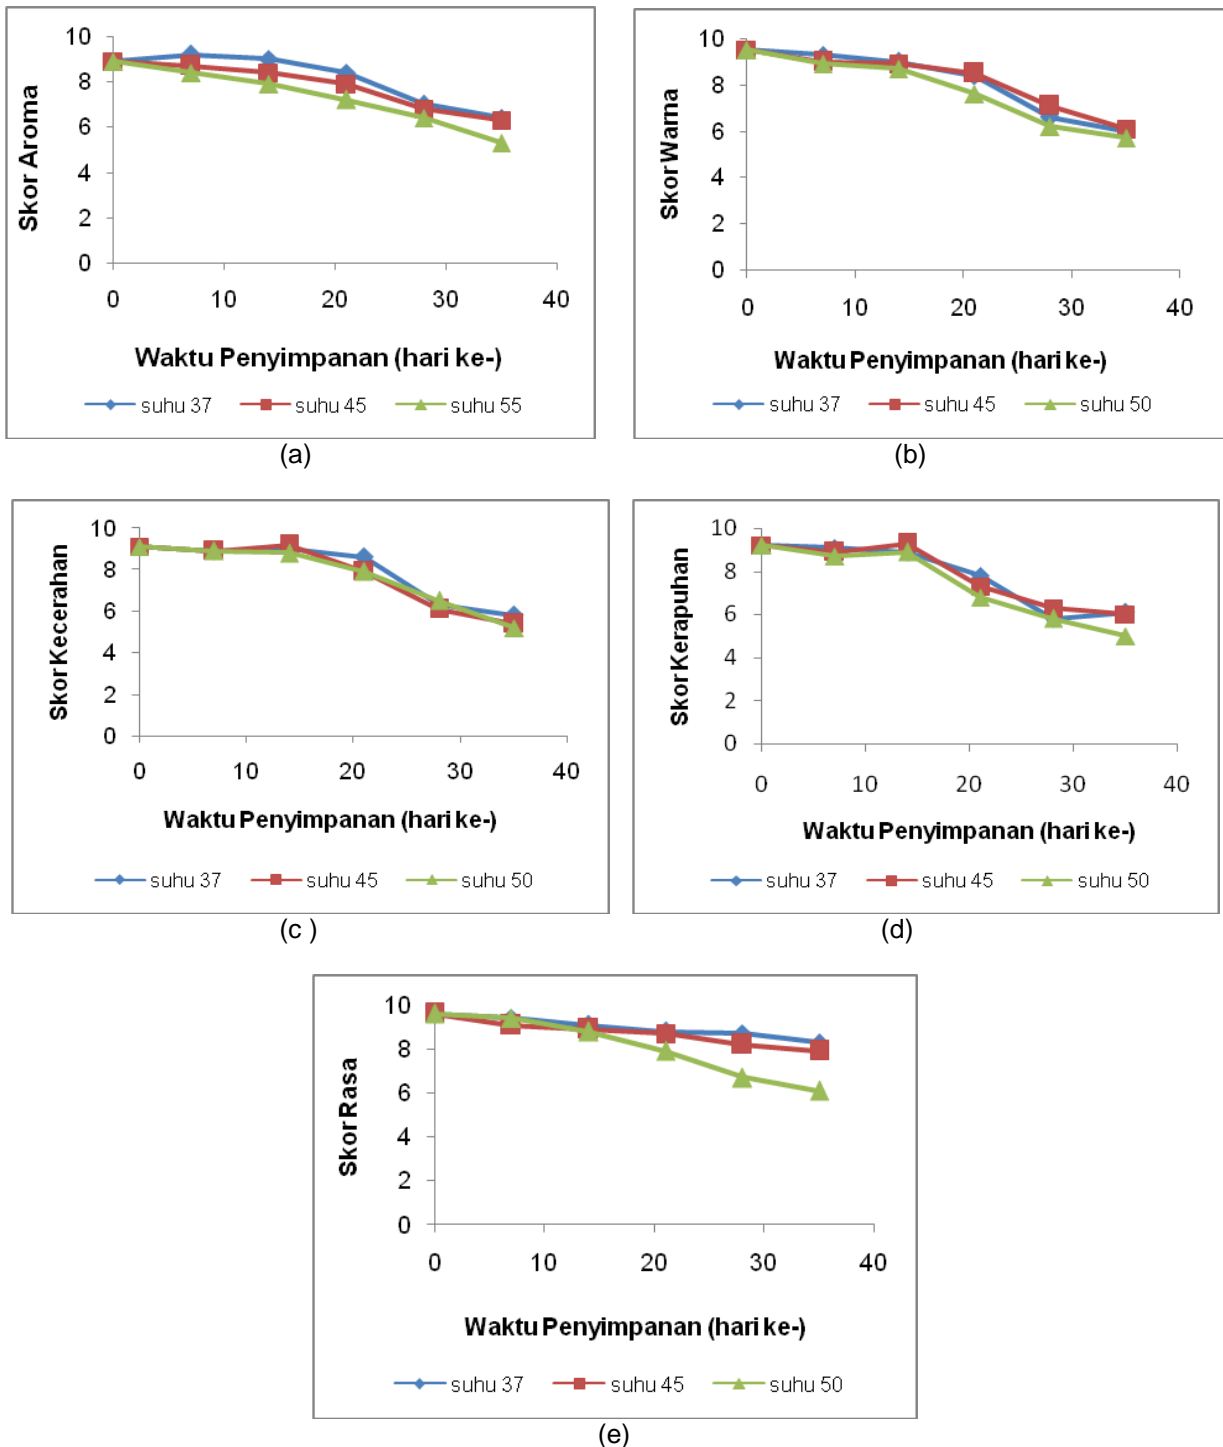 10
8
6
4
2
0
Skor Aroma
0 10 20 30 40
Waktu Penyimpanan (hari ke-)
suhu 37 suhu 45 suhu 55
(a)
10
8
6
4
2
0
Skor Warna
0 10 20 30 40
Waktu Penyimpanan (hari ke-)
suhu 37 suhu 45 suhu 50
(b)
10
8
6
4
2
0
Skor Kecerahan
0 10 20 30 40
Waktu Penyimpanan (hari ke-)
suhu 37 suhu 45 suhu 50
(c )
10
8
6
4
2
0
Skor Kerapuhan
0 10 20 30 40
Waktu Penyimpanan (hari ke-)
suhu 37 suhu 45 suhu 50
(d)
10
8
6
4
2
0
Skor Rasa
0 10 20 30 40
Waktu Penyimpanan (hari ke-)
suhu 37 suhu 45 suhu 50
(e)